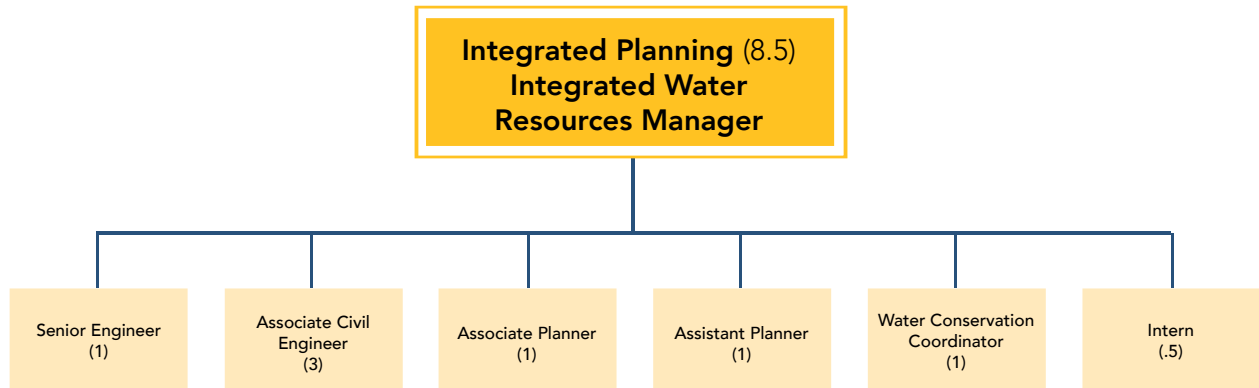 Integrated Planning (8.5)
Integrated Water
Resources Manager
Senior Engineer
(1)
Associate Civil
Engineer
(3)
Associate Planner
(1)
Assistant Planner
(1)
Water Conservation
Coordinator
(1)
Intern
(.5)